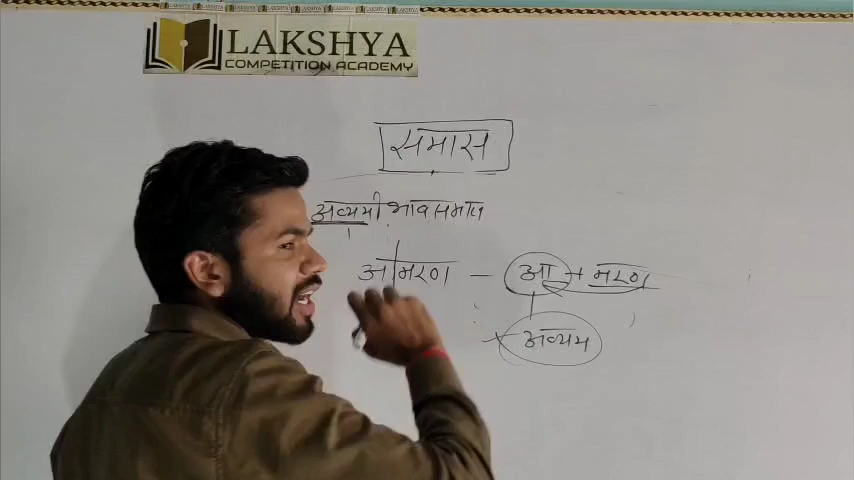 LAKSHYA
COMPETITION ACADEMY
समास
अव्ययीभाव समास
आमरण - आ + मरण
अव्यय